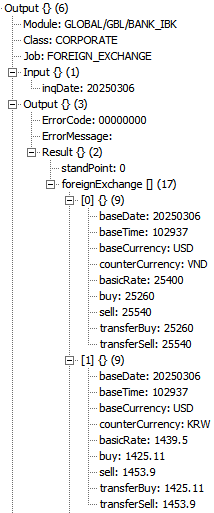 Output {} (6)
Module: GLOBAL/GBL/BANK_IBK
Class: CORPORATE
Job: FOREIGN_EXCHANGE
Input {} (1)
inqDate: 20250306
Output {} (3)
ErrorCode: 00000000
ErrorMessage:
Result {} (2)
standPoint: 0
foreignExchange [] (17)
[0] {} (9)
baseDate: 20250306
baseTime: 102937
baseCurrency: USD
counterCurrency: VND
basicRate: 25400
buy: 25260
sell: 25540
transferBuy: 25260
transferSell: 25540
[1] {} (9)
baseDate: 20250306
baseTime: 102937
baseCurrency: USD
counterCurrency: KRW
basicRate: 1439.5
buy: 1425.11
sell: 1453.9
transferBuy: 1425.11
transferSell: 1453.9